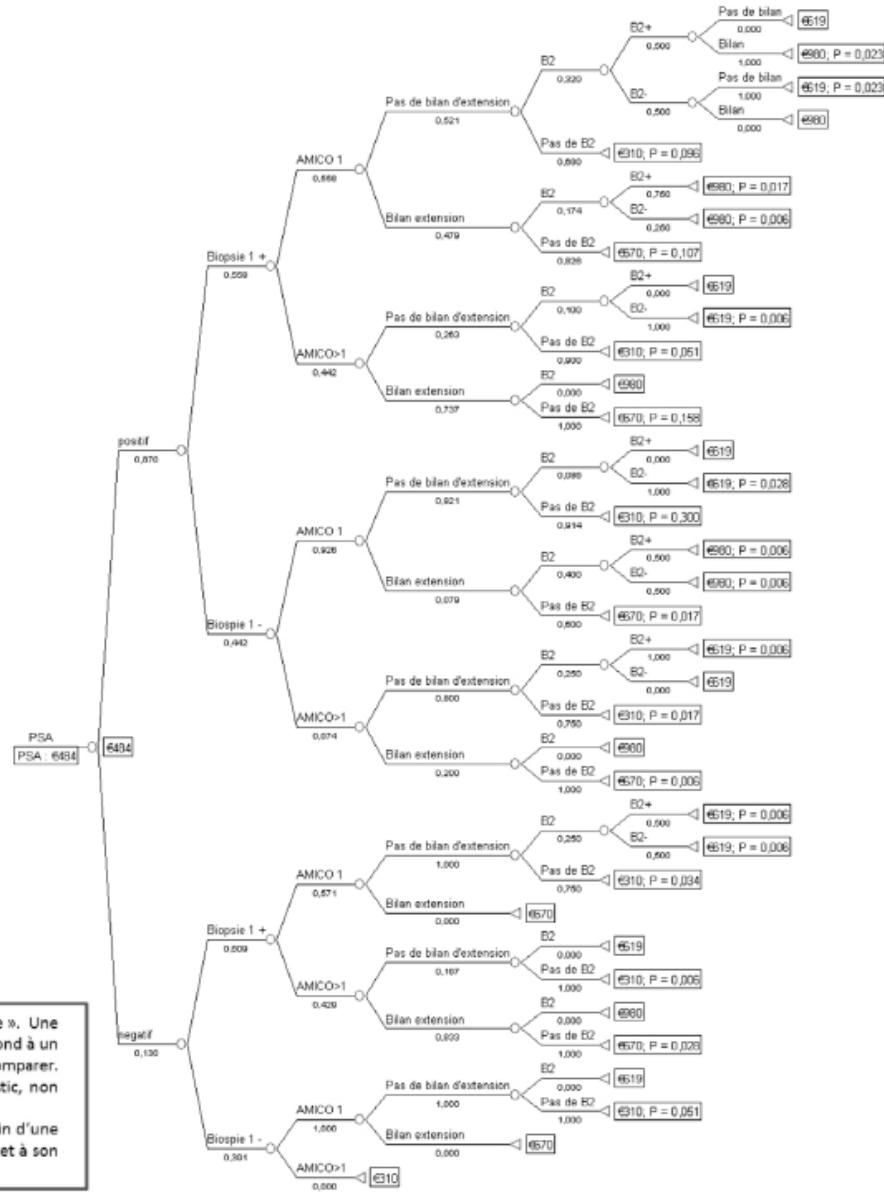 Pas de bilan
0,000
€619
B2+
0,500
Bilan
1,000
€980; P = 0,023
B2
0,320
Pas de bilan
1,000
€619; P = 0,023
B2-
0,500
Bilan
0,000
€980
Pas de bilan d'extension
0,521
Pas de B2
0,680
€310; P = 0,096
AMICO 1
0,558
B2+
0,750
€980; P = 0,017
B2
0,174
B2-
0,250
€980; P = 0,006
Bilan extension
0,479
Pas de B2
0,826
€670; P = 0,107
Biopsie 1 +
0,559
B2+
0,000
€619
B2
0,100
B2-
1,000
€619; P = 0,006
Pas de bilan d'extension
0,263
Pas de B2
0,900
€310; P = 0,051
AMICO>1
0,442
B2
0,000
€980
Bilan extension
0,737
Pas de B2
1,000
€670; P = 0,158
positif
0,870
B2+
0,000
€619
B2
0,086
B2-
1,000
€619; P = 0,028
Pas de bilan d'extension
0,921
Pas de B2
0,914
€310; P = 0,300
AMICO 1
0,926
B2+
0,500
€980; P = 0,006
B2
0,400
B2-
0,500
€980; P = 0,006
Bilan extension
0,079
Pas de B2
0,600
€670; P = 0,017
Biospie 1 -
0,442
B2+
1,000
€619; P = 0,006
B2
0,250
B2-
0,000
€619
Pas de bilan d'extension
0,800
Pas de B2
0,750
€310; P = 0,017
AMICO>1
0,074
B2
0,000
€980
Bilan extension
0,200
Pas de B2
1,000
€670; P = 0,006
PSA
PSA : €484
€484
B2+
0,500
€619; P = 0,006
B2
0,250
B2-
0,500
€619; P = 0,006
Pas de bilan d'extension
1,000
Pas de B2
0,750
€310; P = 0,034
AMICO 1
0,571
Bilan extension
0,000
€670
Biopsie 1 +
B2
0,000
€619
Pas de bilan d'extension
0,167
Pas de B2
1,000
€310; P = 0,006
AMICO>1
0,429
B2
0,000
€980
Bilan extension
0,833
Pas de B2
1,000
€670; P = 0,028
negatif
0,130
B2
0,000
€619
Pas de bilan d'extension
1,000
Pas de B2
1,000
€310; P = 0,051
AMICO 1
1,000
Bilan extension
0,000
€670
Biospie 1 -
AMICO>1
0,000
€310
e ». Une
ond à un
mparer.
tic, non
in d'une
et à son